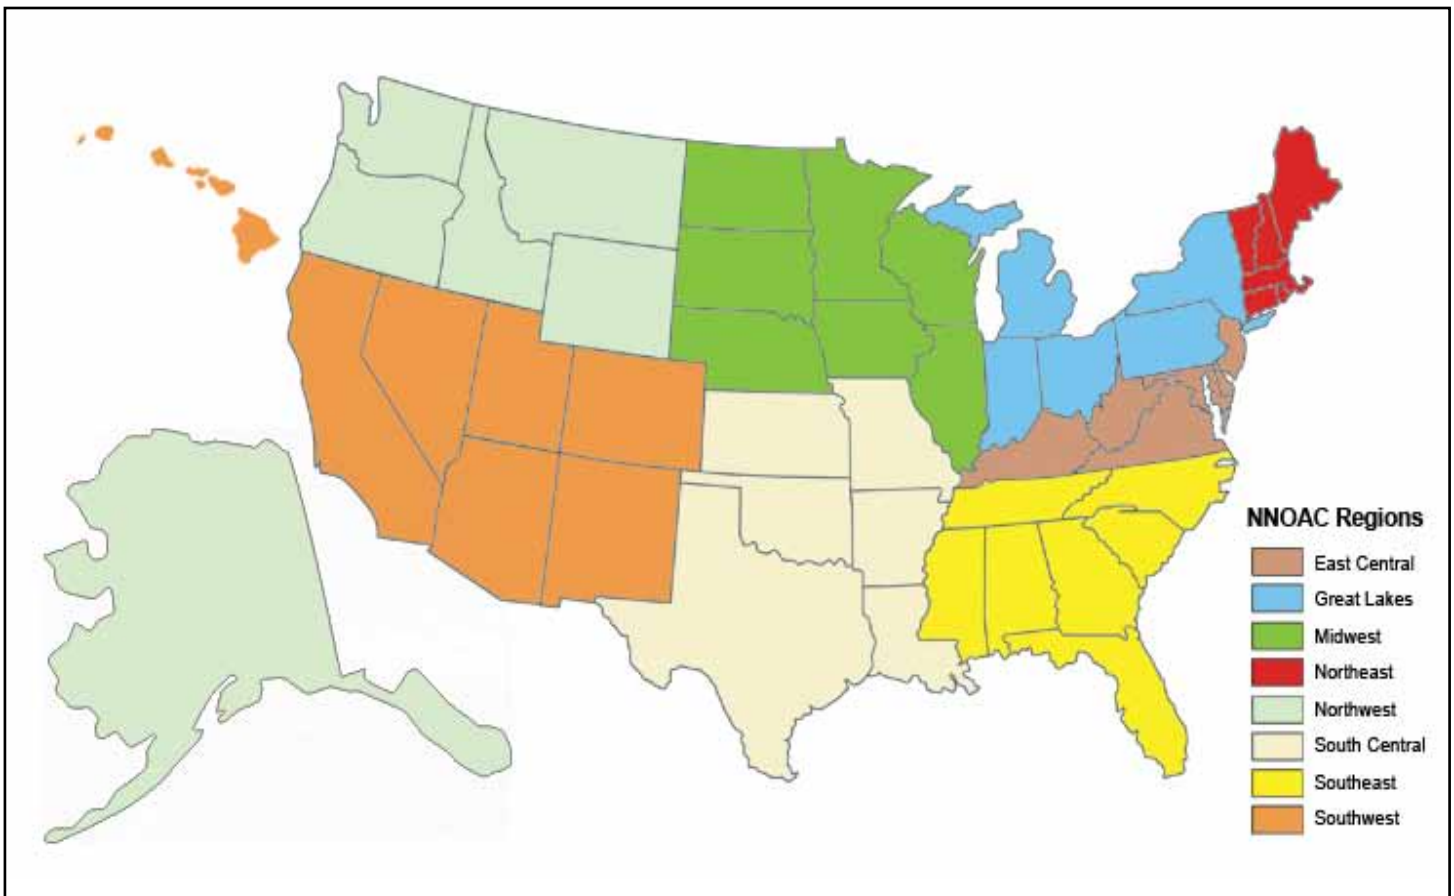 NNOAC Regions
East Central
Great Lakes
Midwest
Northeast
Northwest
South Central
Southeast
Southwest